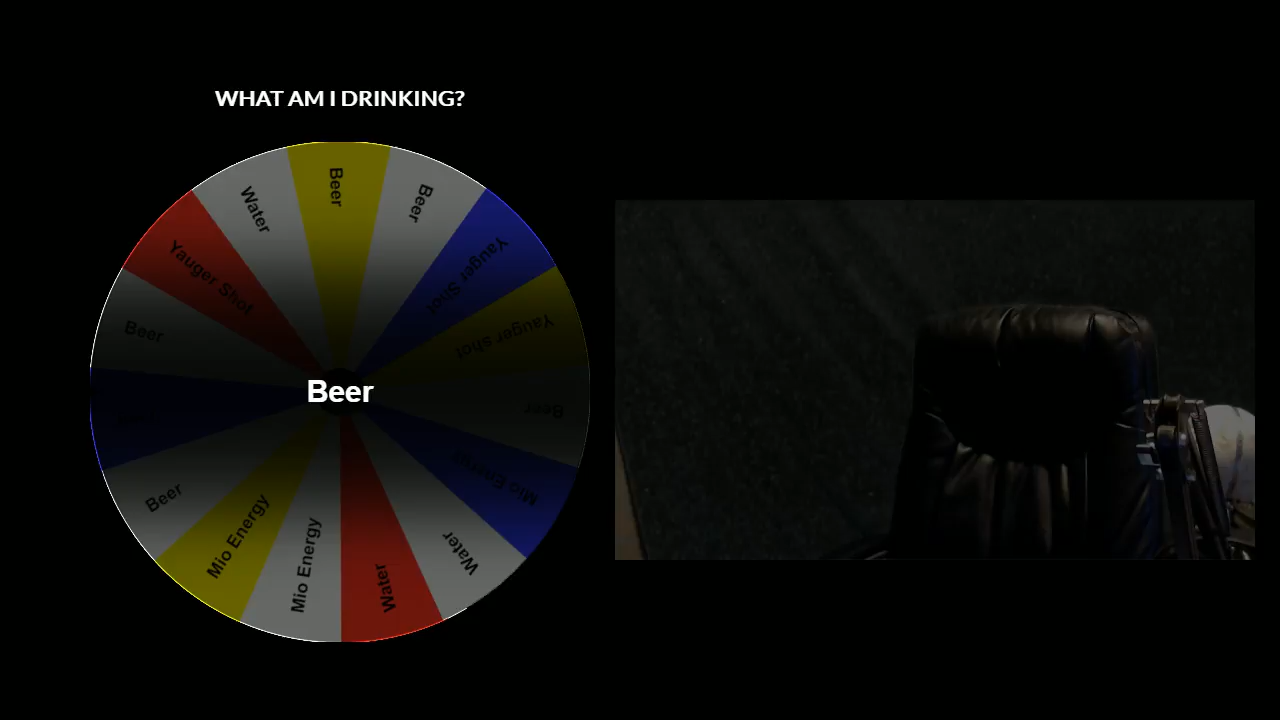 WHAT AM I DRINKING?
Beer
Beer
Yauger Shot
Yauger shot
Beer
Mio Energy
Water
Water
Mio Energy
Mio Energy
Beer
Beer
Yauger Shot
Water
Beer